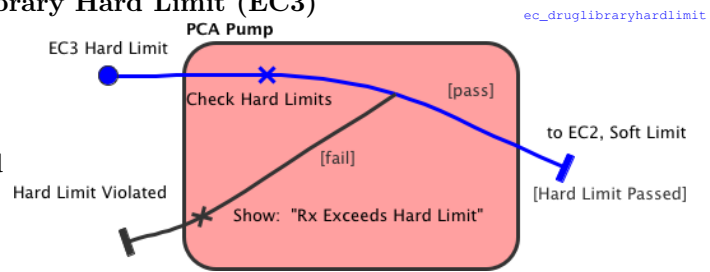 brary Hard Limit (EC3)
ec_druglibraryhardlimit
PCA Pump
EC3 Hard Limit
Check Hard Limits
[pass]
to EC2, Soft Limit
[fail]
Hard Limit Violated
[Hard Limit Passed]
Show: "Rx Exceeds Hard Limit"